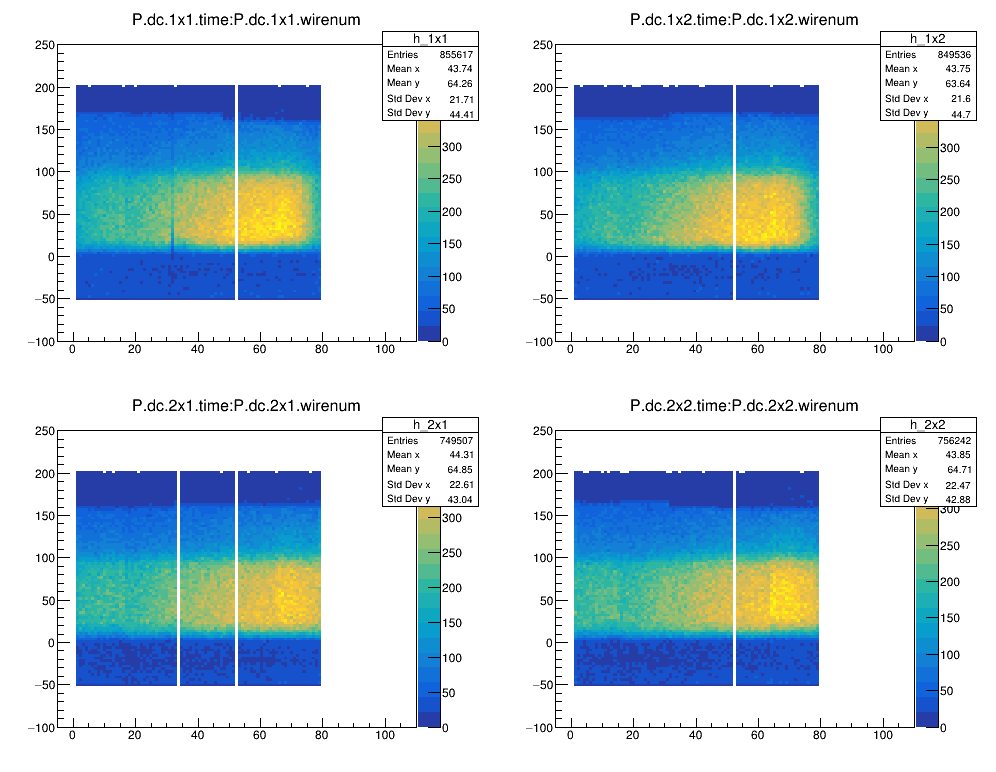 P.dc.1x1.time:P.dc.1x1.wirenum
h_1x1
Entries 855617
Mean x 43.74
Mean y 64.26
Std Dev x 21.71
Std Dev y 44.41
250
200
150
100
50
0
−50
−100
0 20 40 60 80 100
300
250
200
150
100
50
0
P.dc.1x2.time:P.dc.1x2.wirenum
h_1x2
Entries 849536
Mean x 43.75
Mean y 63.64
Std Dev x 21.6
Std Dev y 44.7
250
200
150
100
50
0
−50
−100
0 20 40 60 80 100
300
250
200
150
100
50
0
P.dc.2x1.time:P.dc.2x1.wirenum
h_2x1
Entries 749507
Mean x 44.31
Mean y 64.85
Std Dev x 22.61
Std Dev y 43.04
250
200
150
100
50
0
−50
−100
0 20 40 60 80 100
300
250
200
150
100
50
0
P.dc.2x2.time:P.dc.2x2.wirenum
h_2x2
Entries 756242
Mean x 43.85
Mean y 64.71
Std Dev x 22.47
Std Dev y 42.88
250
200
150
100
50
0
−50
−100
0 20 40 60 80 100
300
250
200
150
100
50
0